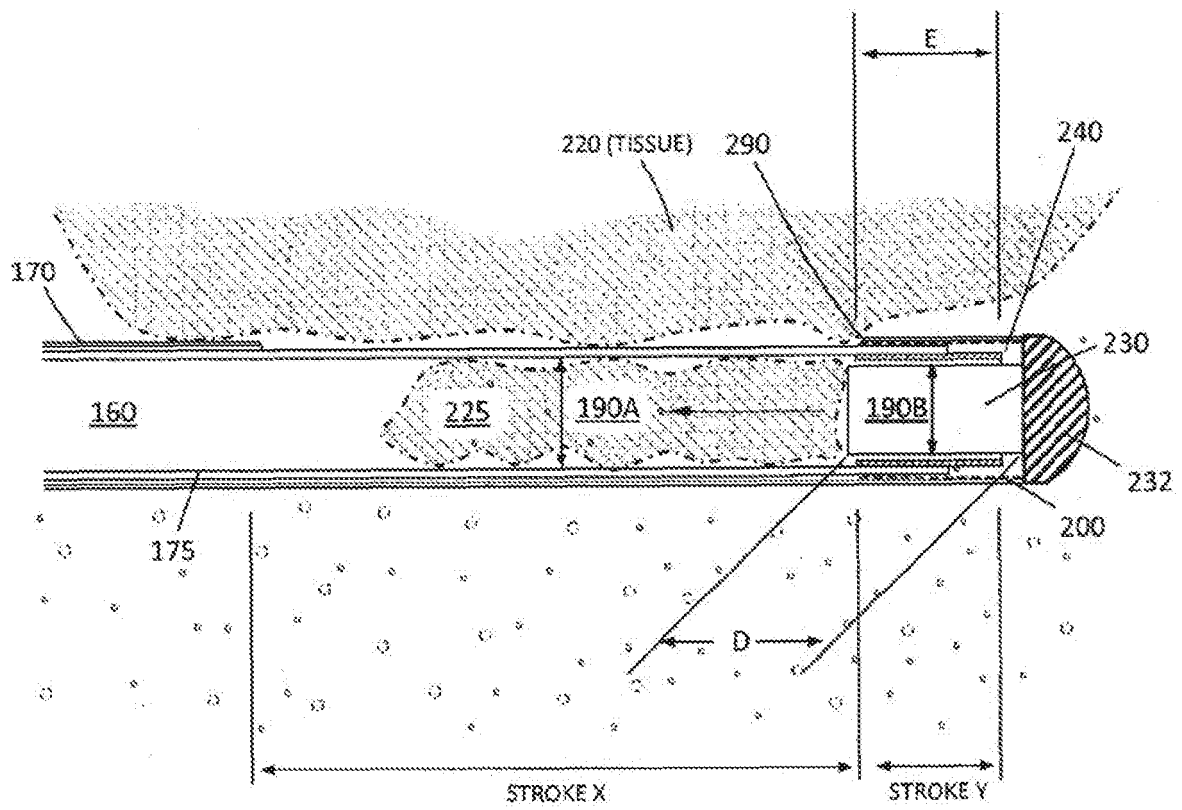 E
220 (TISSUE)
290
240
170
230
160
225
190A
190B
175
200
232
D
STROKE X
STROKE Y